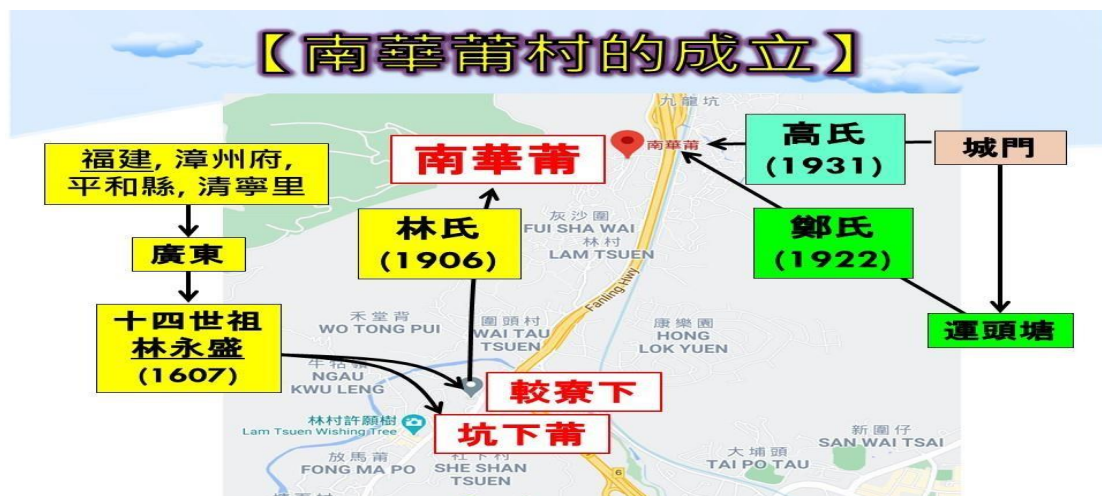 【南華莆村的成立】
福建, 漳州府,
平和縣, 清寧里
廣東
十四世祖
林永盛
(1607)
南華莆
林氏
(1906)
九龍坑
南華莆
高氏
(1931)
城門
鄭氏
(1922)
運頭塘
灰沙圍
FUI SHA WAI
林村
LAM TSUEN
Fanling Hwy
禾堂背
WO TONG PUI
圍頭村
WAI TAU
TSUEN
康樂園
HONG
LOK YUEN
NGAU
KWU LENG
較寮下
坑下莆
林村許願樹
Lam Tsuen Wishing Tree
放馬莆
FONG MA PO
SHE SHAN
TSUEN
6
大埔頭
TAI PO TAU
新圍仔
SAN WAI TSAI